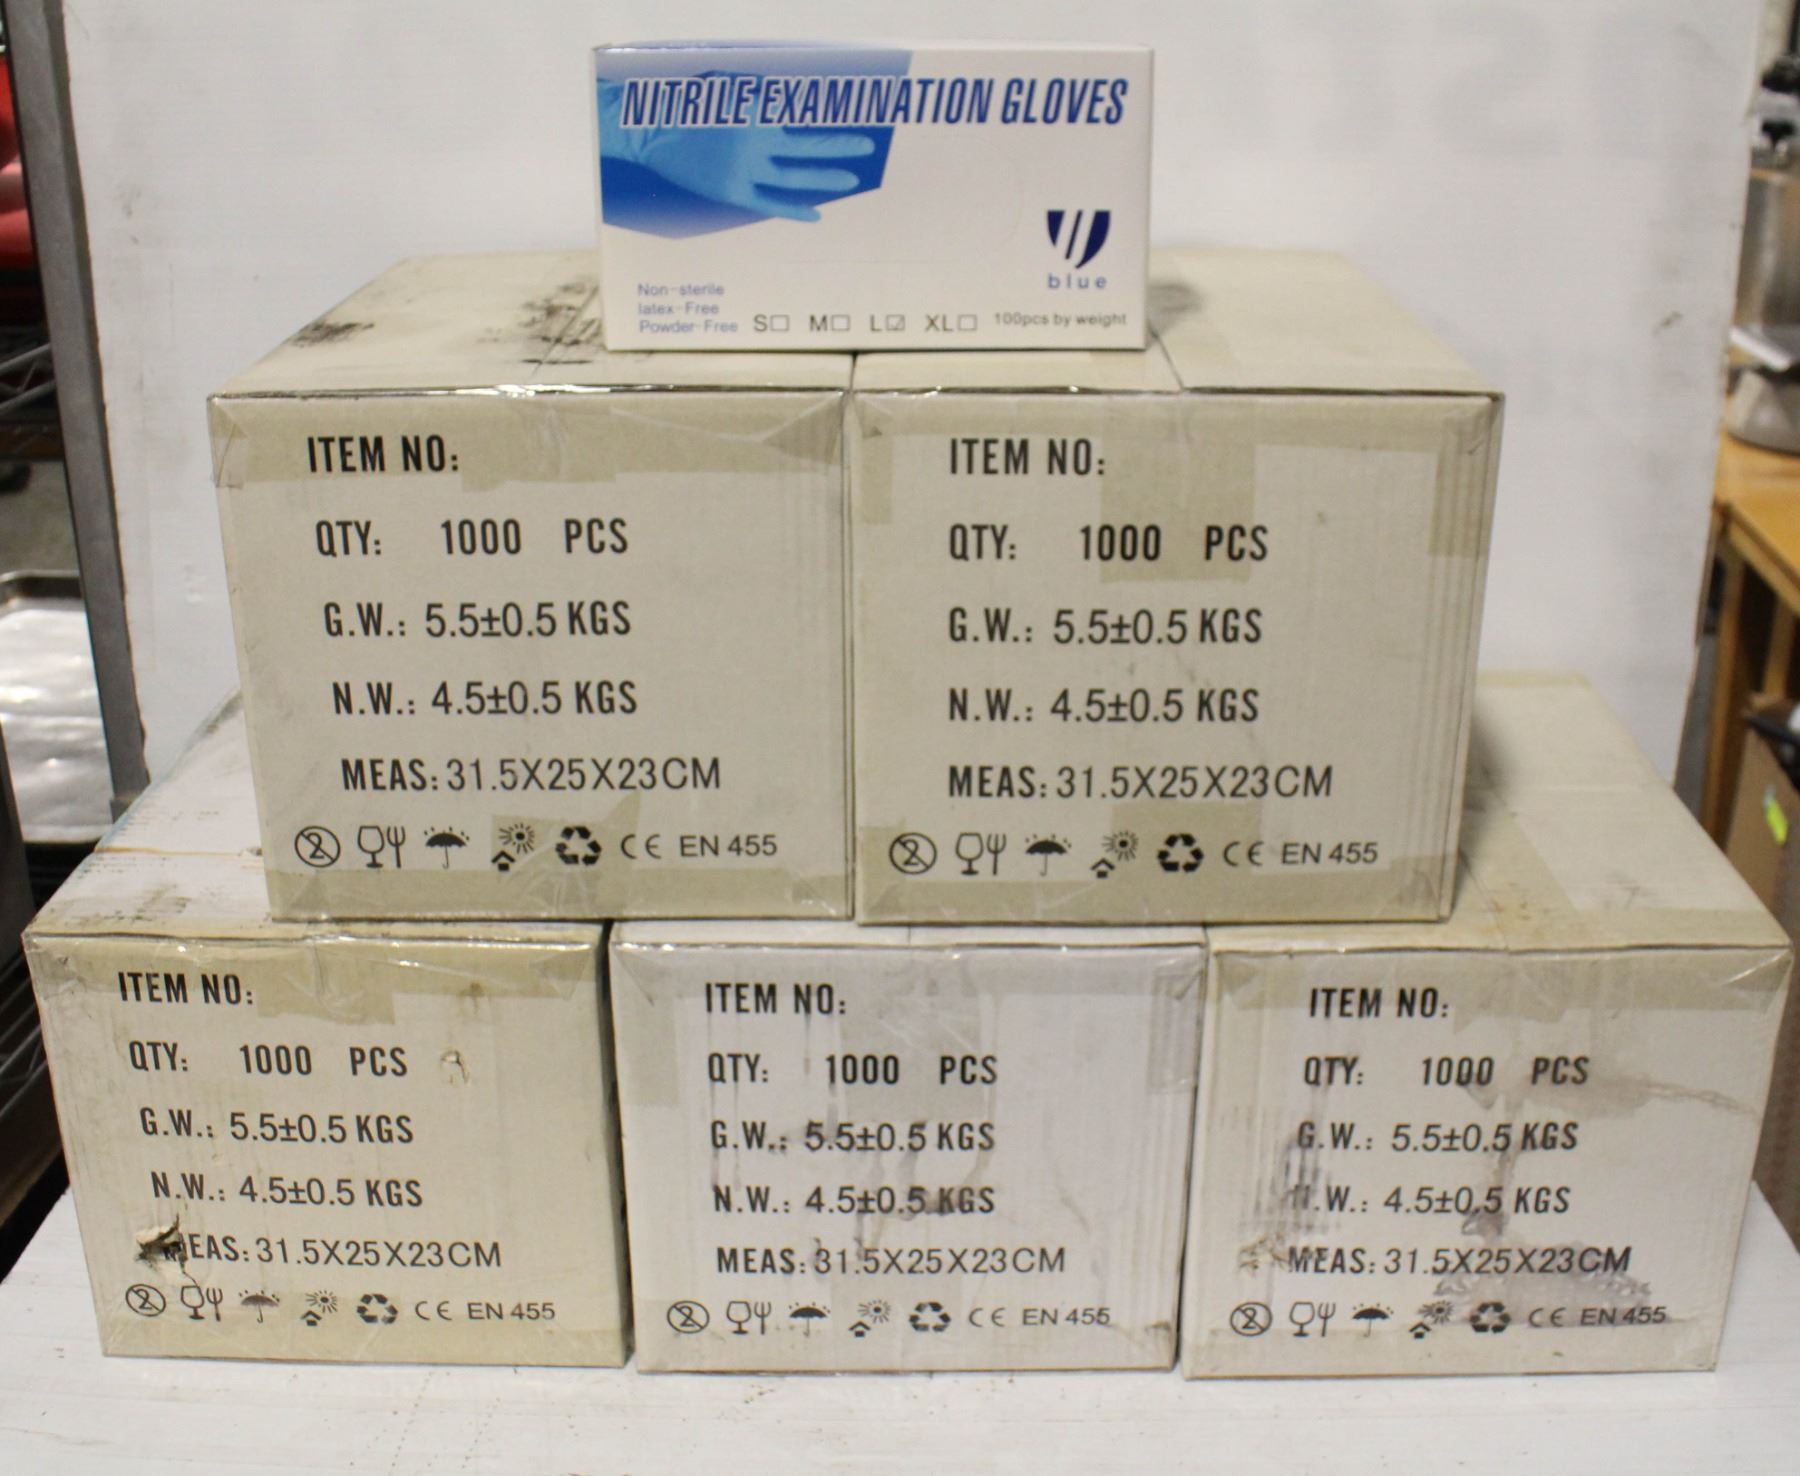 NITRILE EXAMINATION GLOVES
blue
Non-sterile
latex-Free
Powder-Free S☐ M☐ L☑ XL☐ 100pcs by weight
ITEM NO:
QTY: 1000 PCS
G.W.: 5.5±0.5 KGS
N.W.: 4.5±0.5 KGS
MEAS: 31.5X25X23CM
2 CE EN 455
ITEM NO:
QTY: 1000 PCS
G.W.: 5.5±0.5 KGS
N.W.: 4.5±0.5 KGS
MEAS: 31.5X25X23CM
2 CE EN 455
ITEM NO:
QTY: 1000 PCS
G.W.: 5.5±0.5 KGS
N.W.: 4.5±0.5 KGS
MEAS: 31.5X25X23CM
2 CE EN 455
ITEM NO:
QTY: 1000 PCS
G.W.: 5.5±0.5 KGS
N.W.: 4.5±0.5 KGS
MEAS: 31.5X25X23CM
2 CE EN 455
ITEM NO:
QTY: 1000 PCS
G.W.: 5.5±0.5 KGS
N.W.: 4.5±0.5 KGS
MEAS: 31.5X25X23CM
2 CE EN 455